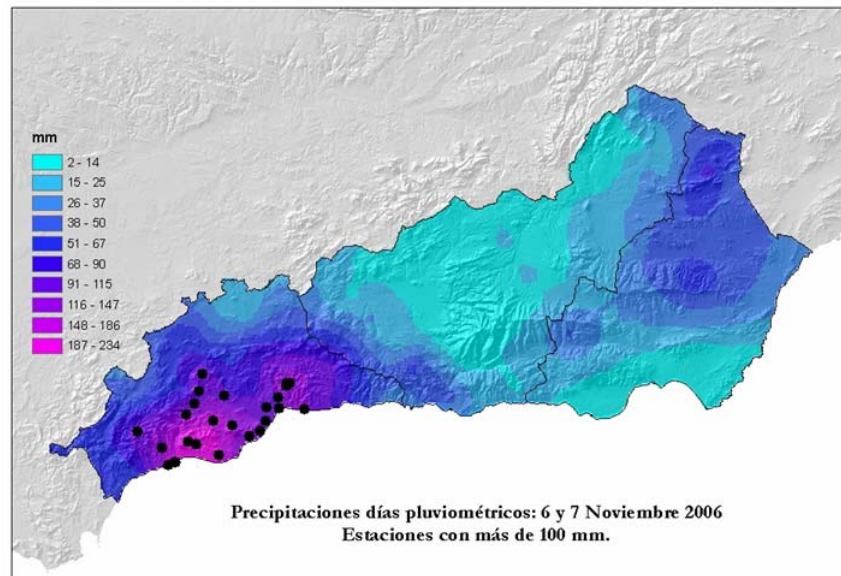 mm
2 - 14
15 - 25
26 - 37
38 - 50
51 - 67
68 - 90
91 - 115
116 - 147
148 - 186
187 - 234
Precipitaciones días pluviométricos: 6 y 7 Noviembre 2006
Estaciones con más de 100 mm.